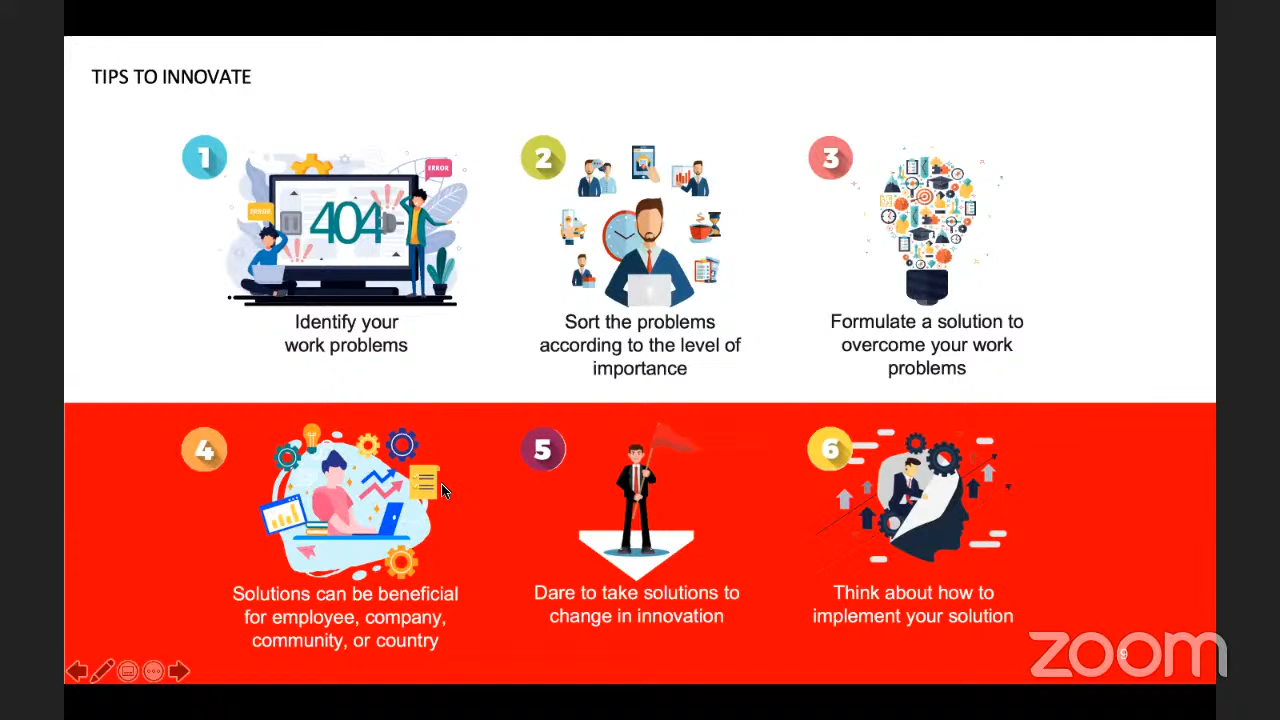 TIPS TO INNOVATE
1
ERROR
ERROR
404
Identify your
work problems
2
Sort the problems
according to the level of
importance
3
Formulate a solution to
overcome your work
problems
4
Solutions can be beneficial
for employee, company,
community, or country
5
Dare to take solutions to
change in innovation
6
Think about how to
implement your solution
9
zoom